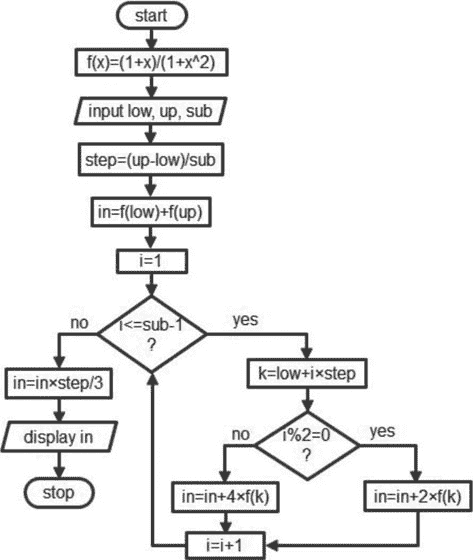 start
f(x)=(1+x)/(1+x^2)
input low, up, sub
step=(up-low)/sub
in=f(low)+f(up)
i=1
i<=sub-1
?
no
yes
in=in×step/3
display in
stop
k=low+i×step
i%2=0
?
no
yes
in=in+4×f(k)
in=in+2×f(k)
i=i+1